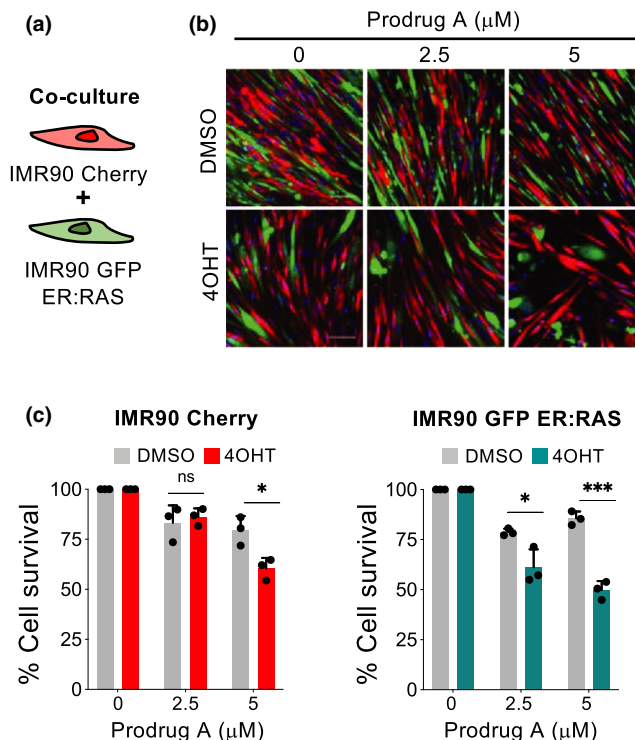 (a)
Co-culture
IMR90 Cherry
+
IMR90 GFP
ER:RAS
(b)
Prodrug A (μM)
0 2.5 5
DMSO
4OHT
(c)
IMR90 Cherry
DMSO 4OHT
ns
*
100
75
50
25
0
% Cell survival
0 2.5 5
Prodrug A (μM)
IMR90 GFP ER:RAS
DMSO 4OHT
*
***
100
75
50
25
0
% Cell survival
0 2.5 5
Prodrug A (μM)